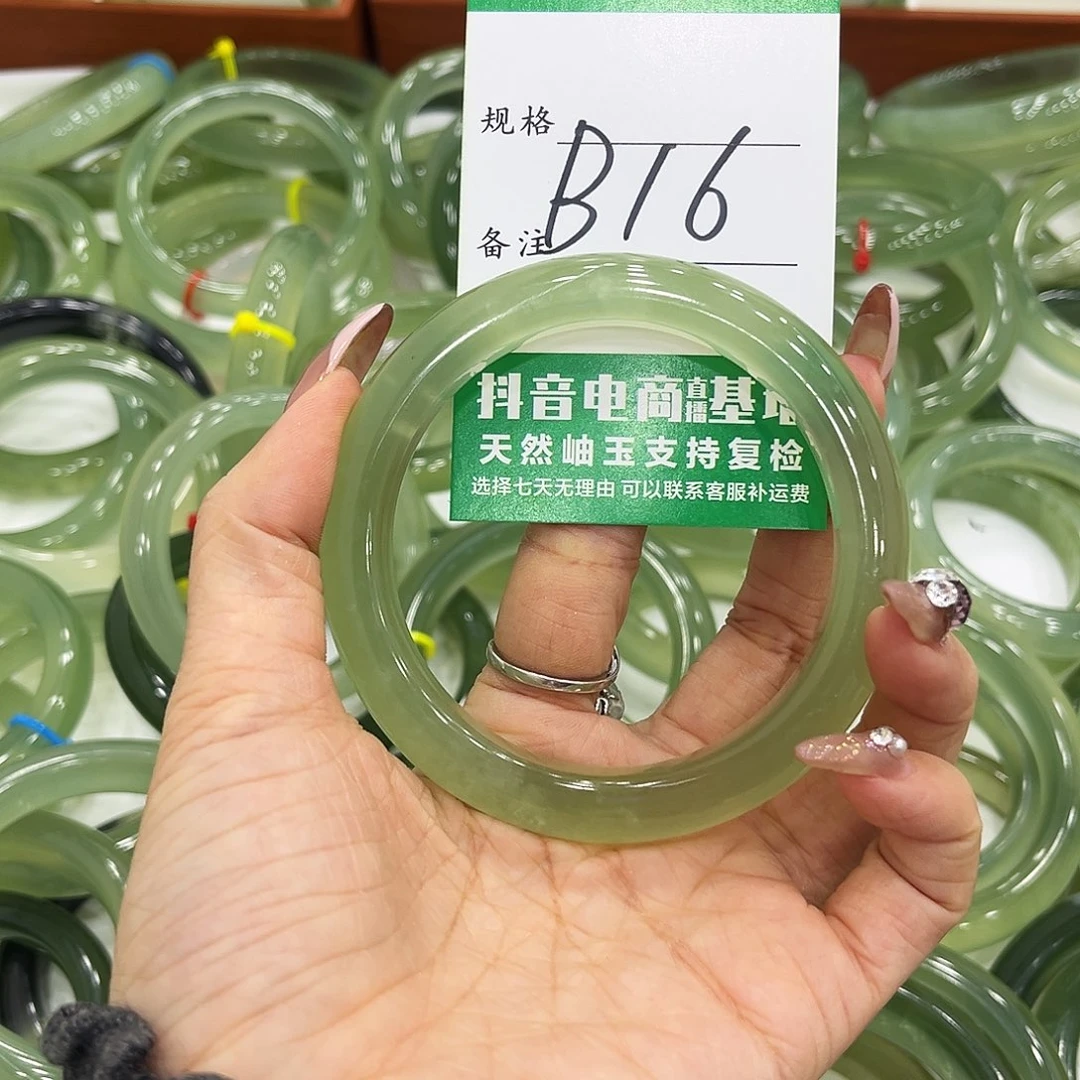 规格
B16
备注
抖音电商直播基地
天然岫玉支持复检
选择七天无理由 可以联系客服补运费